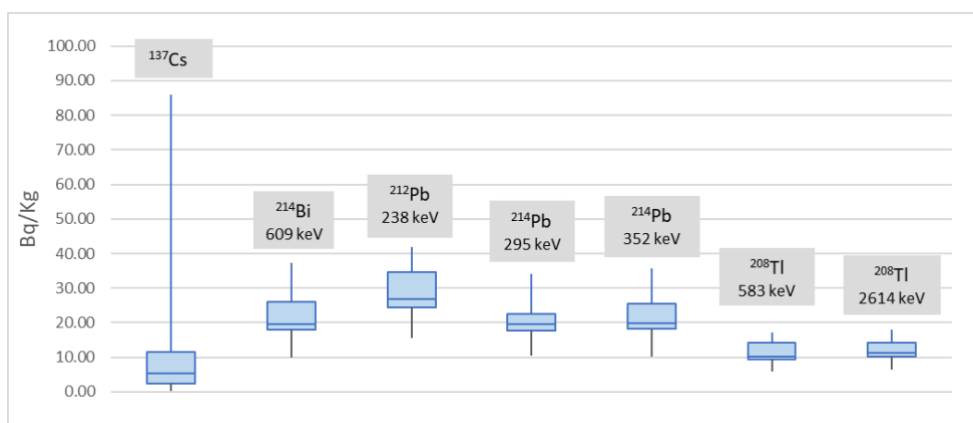 100.00
90.00
80.00
70.00
60.00
50.00
40.00
30.00
20.00
10.00
0.00
Bq/Kg
¹³⁷Cs
²¹⁴Bi
609 keV
²¹²Pb
238 keV
²¹⁴Pb
295 keV
²¹⁴Pb
352 keV
²⁰⁸Tl
583 keV
²⁰⁸Tl
2614 keV